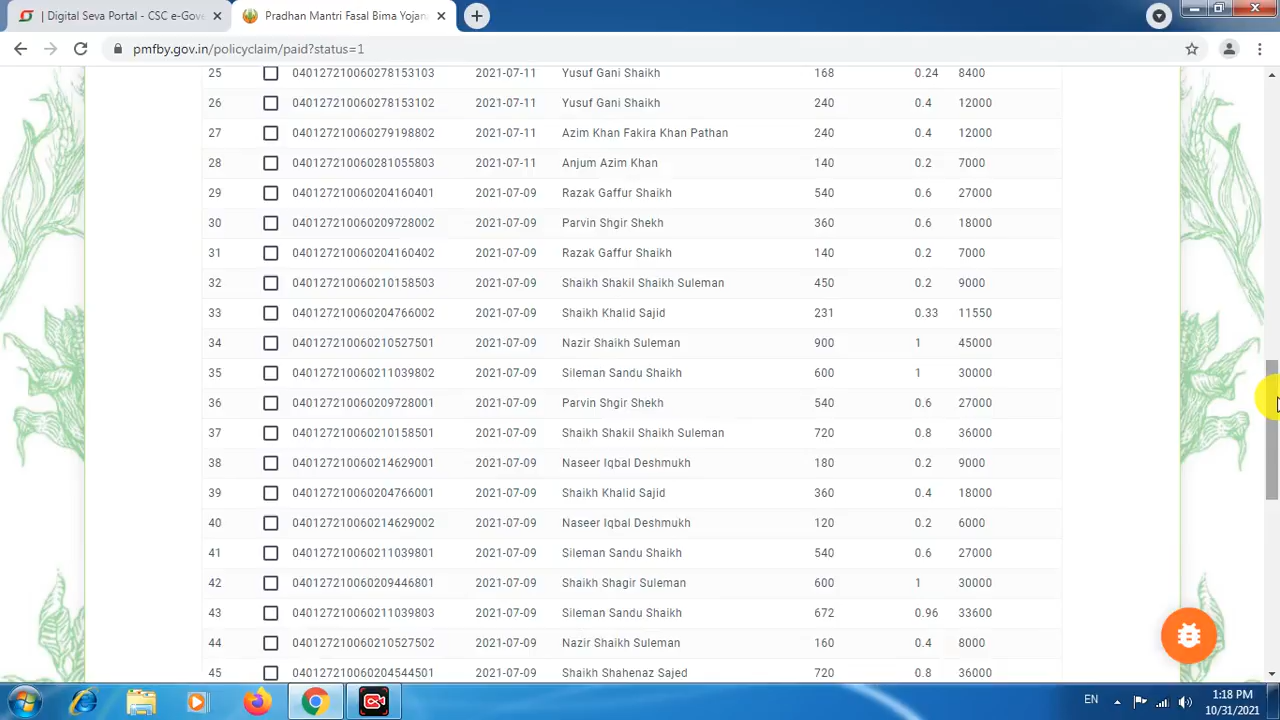 | Digital Seva Portal - CSC e-Gove
Pradhan Mantri Fasal Bima Yojana
pmfby.gov.in/policyclaim/paid?status=1
25 040127210060278153103 2021-07-11 Yusuf Gani Shaikh 168 0.24 8400
26 040127210060278153102 2021-07-11 Yusuf Gani Shaikh 240 0.4 12000
27 040127210060279198802 2021-07-11 Azim Khan Fakira Khan Pathan 240 0.4 12000
28 040127210060281055803 2021-07-11 Anjum Azim Khan 140 0.2 7000
29 040127210060204160401 2021-07-09 Razak Gaffur Shaikh 540 0.6 27000
30 040127210060209728002 2021-07-09 Parvin Shgir Shekh 360 0.6 18000
31 040127210060204160402 2021-07-09 Razak Gaffur Shaikh 140 0.2 7000
32 040127210060210158503 2021-07-09 Shaikh Shakil Shaikh Suleman 450 0.2 9000
33 040127210060204766002 2021-07-09 Shaikh Khalid Sajid 231 0.33 11550
34 040127210060210527501 2021-07-09 Nazir Shaikh Suleman 900 1 45000
35 040127210060211039802 2021-07-09 Sileman Sandu Shaikh 600 1 30000
36 040127210060209728001 2021-07-09 Parvin Shgir Shekh 540 0.6 27000
37 040127210060210158501 2021-07-09 Shaikh Shakil Shaikh Suleman 720 0.8 36000
38 040127210060214629001 2021-07-09 Naseer Iqbal Deshmukh 180 0.2 9000
39 040127210060204766001 2021-07-09 Shaikh Khalid Sajid 360 0.4 18000
40 040127210060214629002 2021-07-09 Naseer Iqbal Deshmukh 120 0.2 6000
41 040127210060211039801 2021-07-09 Sileman Sandu Shaikh 540 0.6 27000
42 040127210060209446801 2021-07-09 Shaikh Shagir Suleman 600 1 30000
43 040127210060211039803 2021-07-09 Sileman Sandu Shaikh 672 0.96 33600
44 040127210060210527502 2021-07-09 Nazir Shaikh Suleman 160 0.4 8000
45 040127210060204544501 2021-07-09 Shaikh Shahenaz Sajed 720 0.8 36000
EN
1:18 PM
10/31/2021